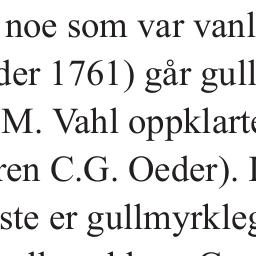 noe som var vanl
der 1761) går gull
M. Vahl oppklarte
ren C.G. Oeder). I
ste er gullmyrkleg